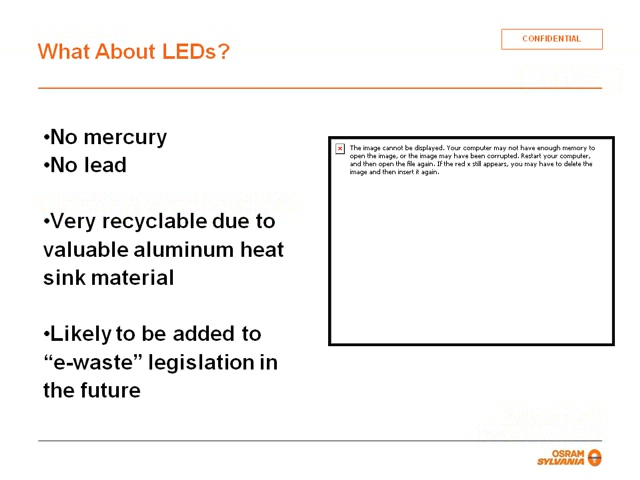 CONFIDENTIAL
What About LEDs?
•No mercury
•No lead
•Very recyclable due to
valuable aluminum heat
sink material
•Likely to be added to
“e-waste” legislation in
the future
The image cannot be displayed. Your computer may not have enough memory to
open the image, or the image may have been corrupted. Restart your computer,
and then open the file again. If the red x still appears, you may have to delete the
image and then insert it again.
OSRAM
SYLVANIA